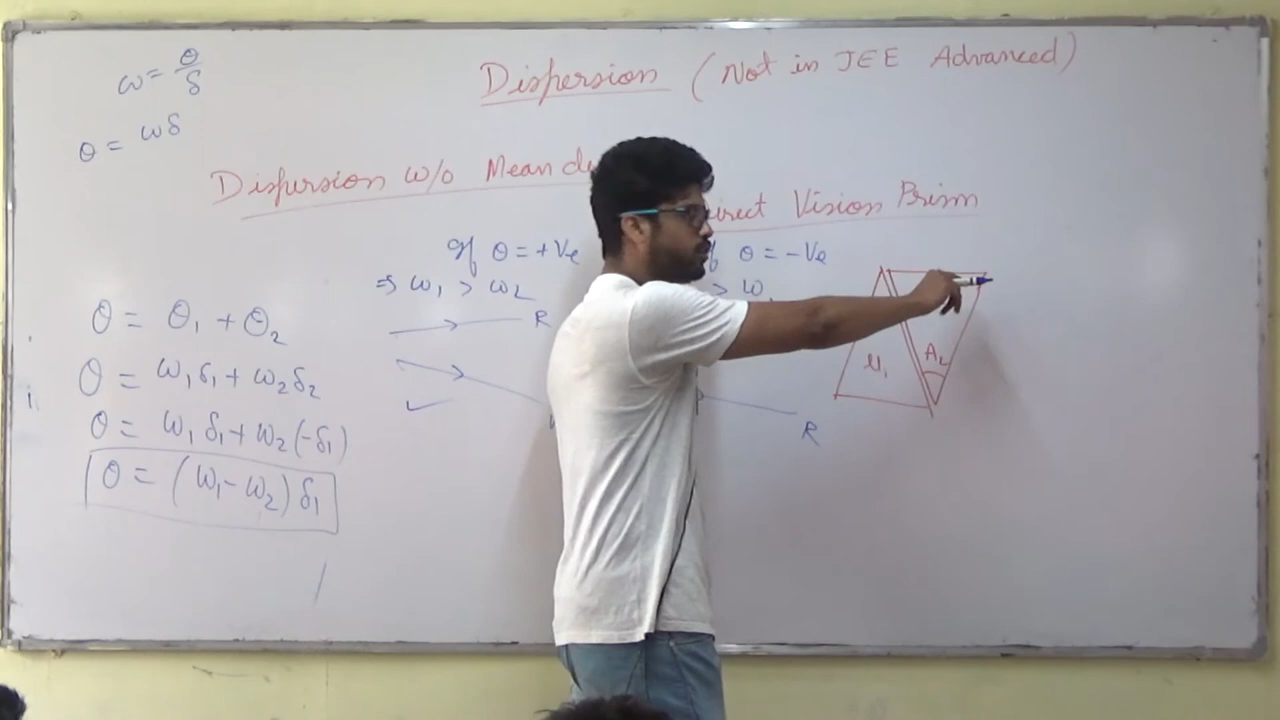 Dispersion (Not in JEE Advanced)
ω = θ/δ
θ = ωδ
Dispersion w/o Mean
Vision Prism
If θ = +Ve
⇒ ω₁ > ω₂
R
θ = -Ve
> ω
R
θ = θ₁ + θ₂
θ = ω₁δ₁ + ω₂δ₂
θ = ω₁δ₁ + ω₂(-δ₁)
θ = (ω₁ - ω₂)δ₁
μ₁
A₂